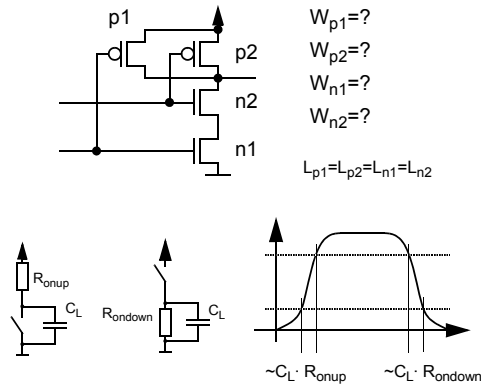 p1
W_p1=?
p2
W_p2=?
n2
W_n1=?
W_n2=?
n1
L_p1=L_p2=L_n1=L_n2
R_onup
C_L
R_ondown
C_L
~C_L· R_onup
~C_L· R_ondown